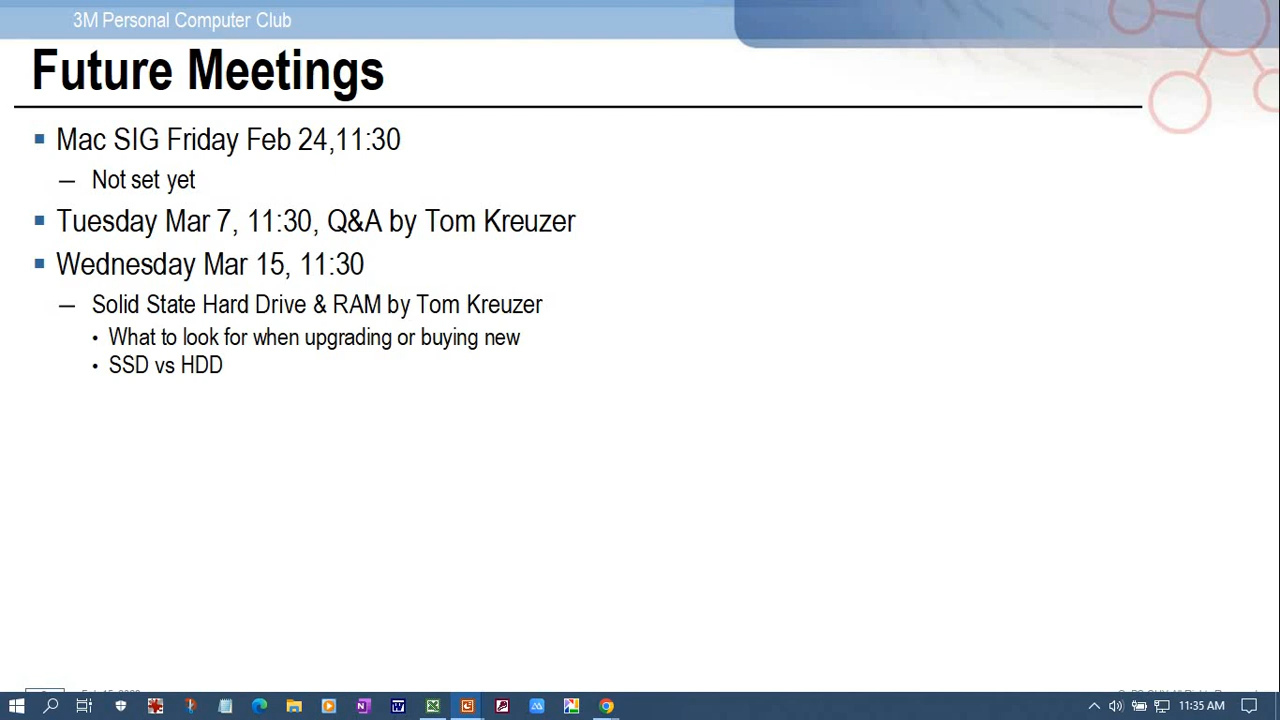 3M Personal Computer Club
Future Meetings
Mac SIG Friday Feb 24,11:30
Not set yet
Tuesday Mar 7, 11:30, Q&A by Tom Kreuzer
Wednesday Mar 15, 11:30
Solid State Hard Drive & RAM by Tom Kreuzer
What to look for when upgrading or buying new
SSD vs HDD
11:35 AM